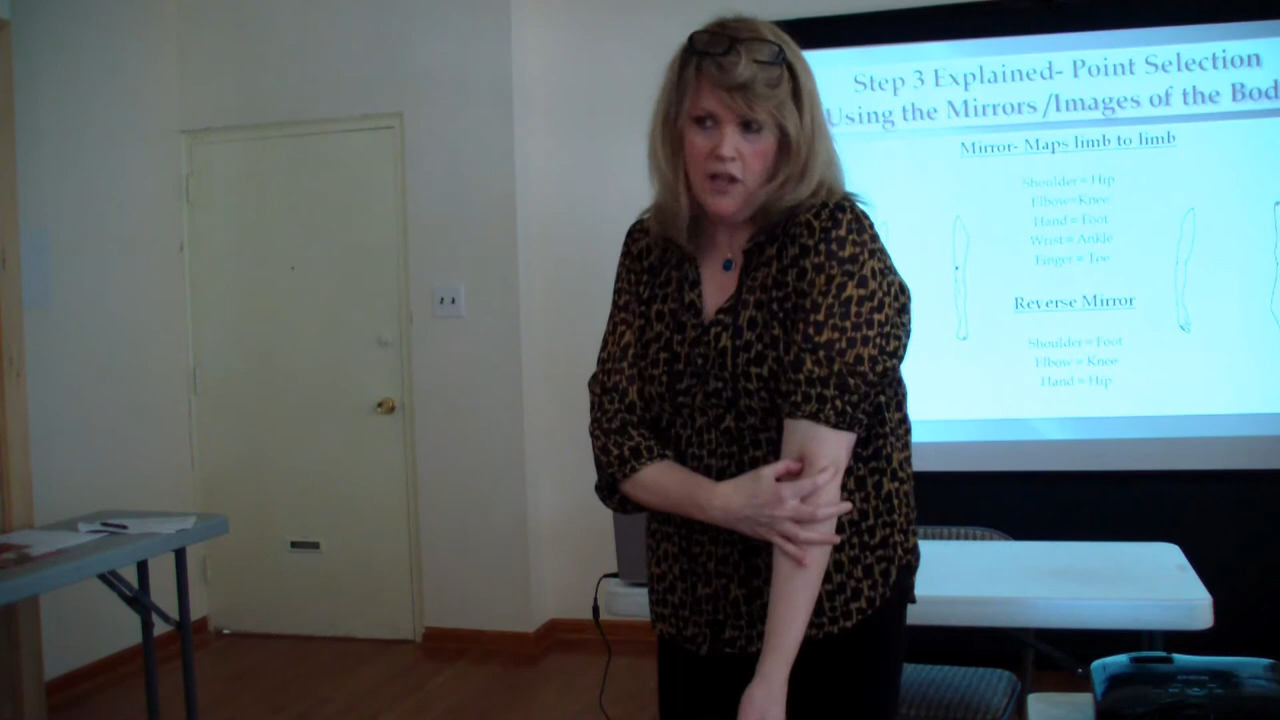 Step 3 Explained- Point Selection
Using the Mirrors /Images of the Bod
Mirror- Maps limb to limb
Shoulder = Hip
Elbow=Knee
Hand = Foot
Wrist = Ankle
Finger = Toe
Reverse Mirror
Shoulder = Foot
Elbow = Knee
Hand = Hip